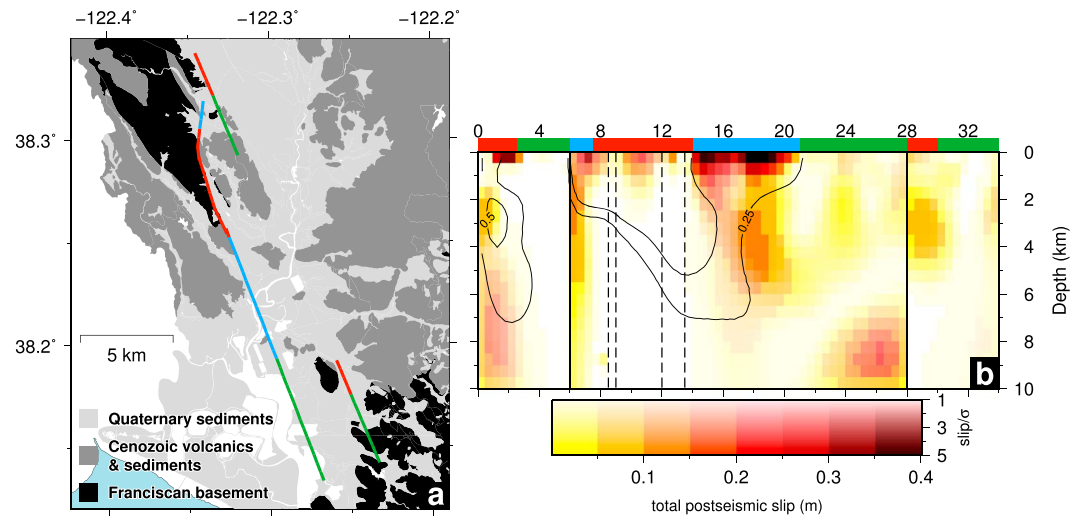 −122.4˚ −122.3˚ −122.2˚
38.3˚
38.2˚
5 km
Quaternary sediments
Cenozoic volcanics
& sediments
Franciscan basement
a
0 4 8 12 16 20 24 28 32
0
2
4
6
8
10
Depth (km)
0.5
0.25
b
1
3
5
slip/σ
0.1 0.2 0.3 0.4
total postseismic slip (m)